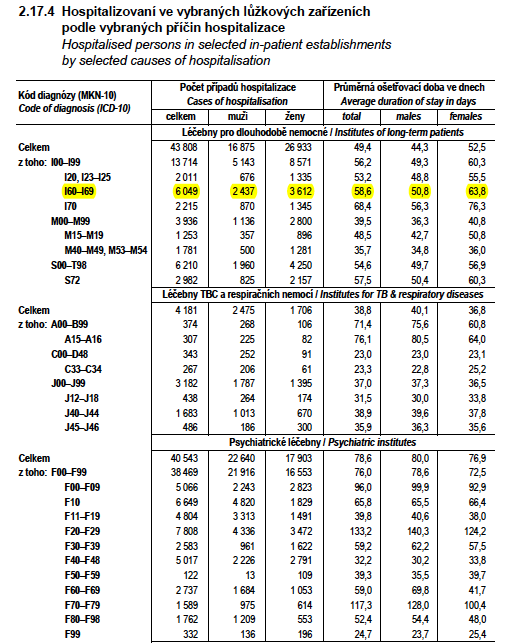 2.17.4 Hospitalizovaní ve vybraných lůžkových zařízeních
podle vybraných příčin hospitalizace
Hospitalised persons in selected in-patient establishments
by selected causes of hospitalisation
Kód diagnózy (MKN-10) Code of diagnosis (ICD-10) Počet případů hospitalizace Cases of hospitalisation Průměrná ošetřovací doba ve dnech Average duration of stay in days
celkem muži ženy total males females
Léčebny pro dlouhodobě nemocné / Institutes of long-term patients
Celkem 43 808 16 875 26 933 49,4 44,3 52,5
z toho: I00–I99 13 714 5 143 8 571 56,2 49,3 60,3
I20, I23–I25 2 011 676 1 335 53,2 48,8 55,5
I60–I69 6 049 2 437 3 612 58,6 50,8 63,8
I70 2 215 870 1 345 68,4 56,3 76,3
M00–M99 3 936 1 136 2 800 39,5 36,3 40,8
M15–M19 1 253 357 896 48,5 42,7 50,8
M40–M49, M53–M54 1 781 500 1 281 35,7 34,8 36,0
S00–T98 6 210 1 960 4 250 54,6 49,7 56,9
S72 2 982 825 2 157 57,5 50,4 60,3
Léčebny TBC a respiračních nemocí / Institutes for TB & respiratory diseases
Celkem 4 181 2 475 1 706 38,8 40,1 36,8
z toho: A00–B99 374 268 106 71,4 75,6 60,8
A15–A16 307 225 82 76,1 80,5 64,0
C00–D48 343 252 91 23,0 23,0 23,1
C33–C34 267 206 61 23,3 22,8 25,2
J00–J99 3 182 1 787 1 395 37,0 37,3 36,5
J12–J18 438 264 174 31,5 30,0 33,8
J40–J44 1 683 1 013 670 38,9 39,6 37,8
J45–J46 486 186 300 35,9 36,3 35,6
Psychiatrické léčebny / Psychiatric institutes
Celkem 40 543 22 640 17 903 78,6 80,0 76,9
z toho: F00–F99 38 469 21 916 16 553 76,0 78,6 72,5
F00–F09 5 066 2 243 2 823 96,0 99,9 92,9
F10 6 649 4 820 1 829 65,8 65,5 66,4
F11–F19 4 804 3 313 1 491 39,8 40,6 38,0
F20–F29 7 808 4 336 3 472 133,2 140,3 124,2
F30–F39 2 583 961 1 622 59,2 62,2 57,5
F40–F48 5 017 2 226 2 791 32,2 30,2 33,8
F50–F59 122 13 109 39,3 35,5 39,7
F60–F69 2 737 1 684 1 053 59,0 69,8 41,7
F70–F79 1 589 975 614 117,3 128,0 100,4
F80–F98 1 762 1 209 553 52,4 54,4 48,0
F99 332 136 196 24,7 23,7 25,4